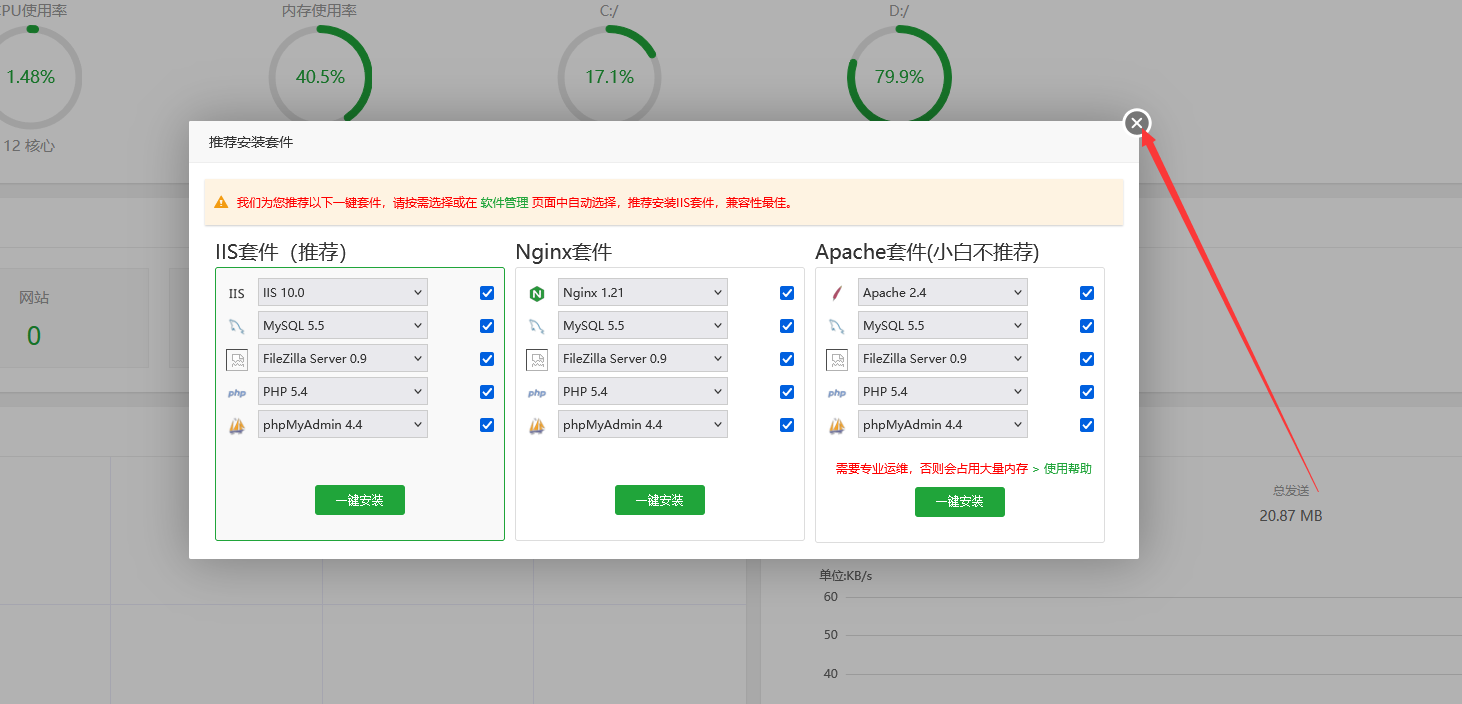 CPU使用率
内存使用率
C:/
D:/
1.48%
40.5%
17.1%
79.9%
12 核心
推荐安装套件
我们为您推荐以下一键套件，请按需选择或在 软件管理 页面中自动选择，推荐安装IIS套件，兼容性最佳。
IIS套件（推荐）
Nginx套件
Apache套件(小白不推荐)
IIS
IIS 10.0
MySQL 5.5
FileZilla Server 0.9
php
PHP 5.4
phpMyAdmin 4.4
一键安装
N
Nginx 1.21
MySQL 5.5
FileZilla Server 0.9
php
PHP 5.4
phpMyAdmin 4.4
一键安装
Apache 2.4
MySQL 5.5
FileZilla Server 0.9
php
PHP 5.4
phpMyAdmin 4.4
需要专业运维，否则会占用大量内存 > 使用帮助
一键安装
网站
0
总发送
20.87 MB
单位:KB/s
60
50
40